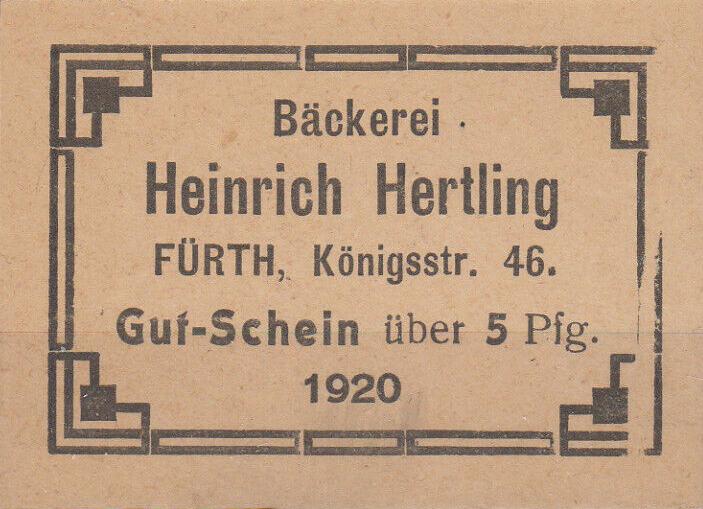 Bäckerei
Heinrich Hertling
FÜRTH, Königsstr. 46.
Gut-Schein über 5 Pfg.
1920